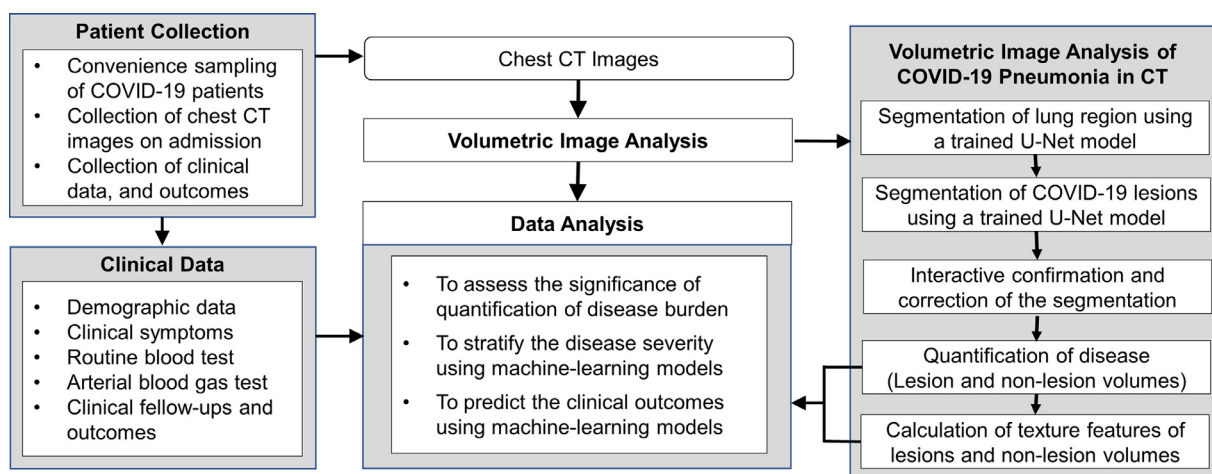 Patient Collection
• Convenience sampling
of COVID-19 patients
• Collection of chest CT
images on admission
• Collection of clinical
data, and outcomes
Clinical Data
• Demographic data
• Clinical symptoms
• Routine blood test
• Arterial blood gas test
• Clinical fellow-ups and
outcomes
Chest CT Images
Volumetric Image Analysis
Data Analysis
• To assess the significance of
quantification of disease burden
• To stratify the disease severity
using machine-learning models
• To predict the clinical outcomes
using machine-learning models
Volumetric Image Analysis of
COVID-19 Pneumonia in CT
Segmentation of lung region using
a trained U-Net model
Segmentation of COVID-19 lesions
using a trained U-Net model
Interactive confirmation and
correction of the segmentation
Quantification of disease
(Lesion and non-lesion volumes)
Calculation of texture features of
lesions and non-lesion volumes